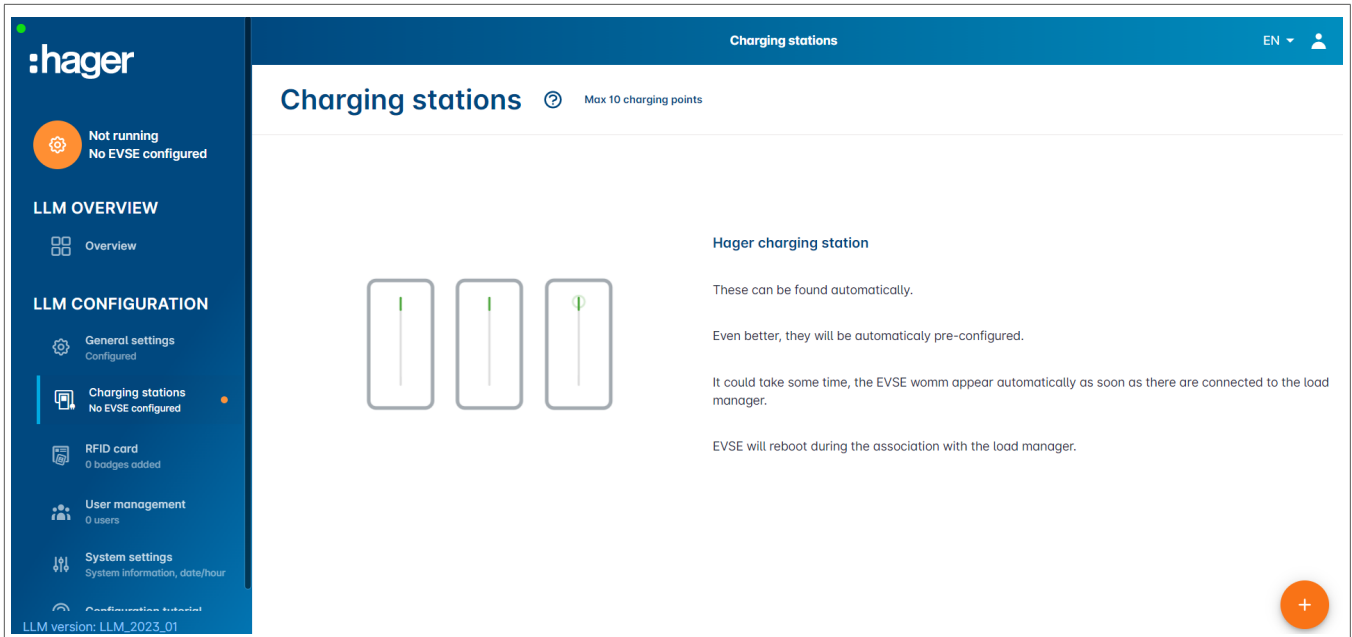 :hager
Charging stations
EN
Charging stations
Max 10 charging points
Not running
No EVSE configured
LLM OVERVIEW
Overview
LLM CONFIGURATION
General settings
Configured
Charging stations
No EVSE configured
RFID card
0 badges added
User management
0 users
System settings
System information, date/hour
Configuration tutorial
LLM version: LLM_2023_01
Hager charging station
These can be found automatically.
Even better, they will be automaticaly pre-configured.
It could take some time, the EVSE womm appear automatically as soon as there are connected to the load
manager.
EVSE will reboot during the association with the load manager.